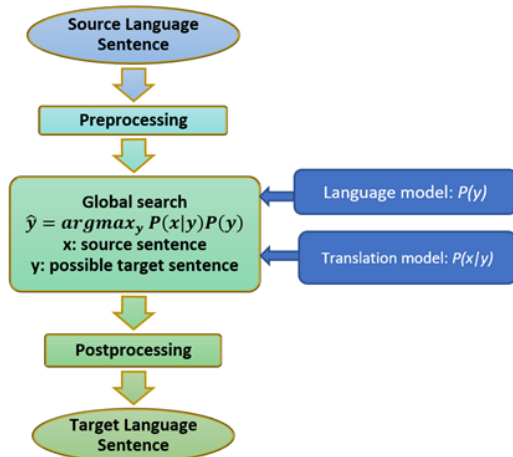 Source Language
Sentence
Preprocessing
Global search
ŷ = argmax_y P(x|y)P(y)
x: source sentence
y: possible target sentence
Language model: P(y)
Translation model: P(x/y)
Postprocessing
Target Language
Sentence